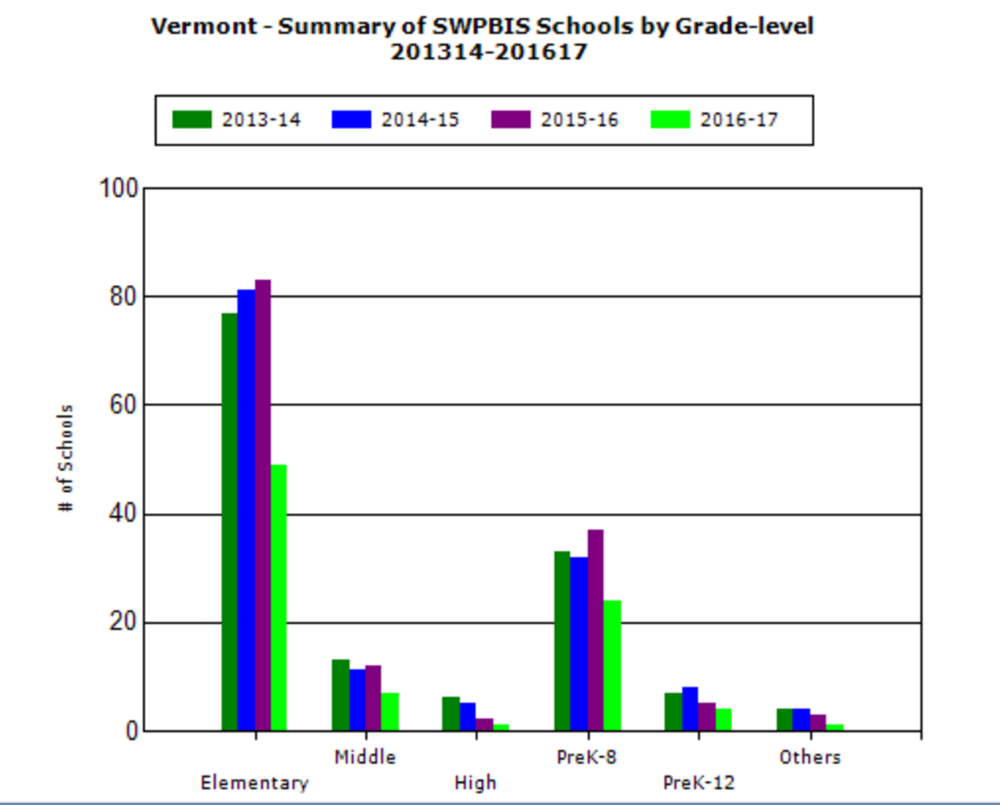 Vermont - Summary of SWPBIS Schools by Grade-level
201314-201617
2013-14 2014-15 2015-16 2016-17
100
80
60
40
20
0
# of Schools
Middle PreK-8 Others
Elementary High PreK-12